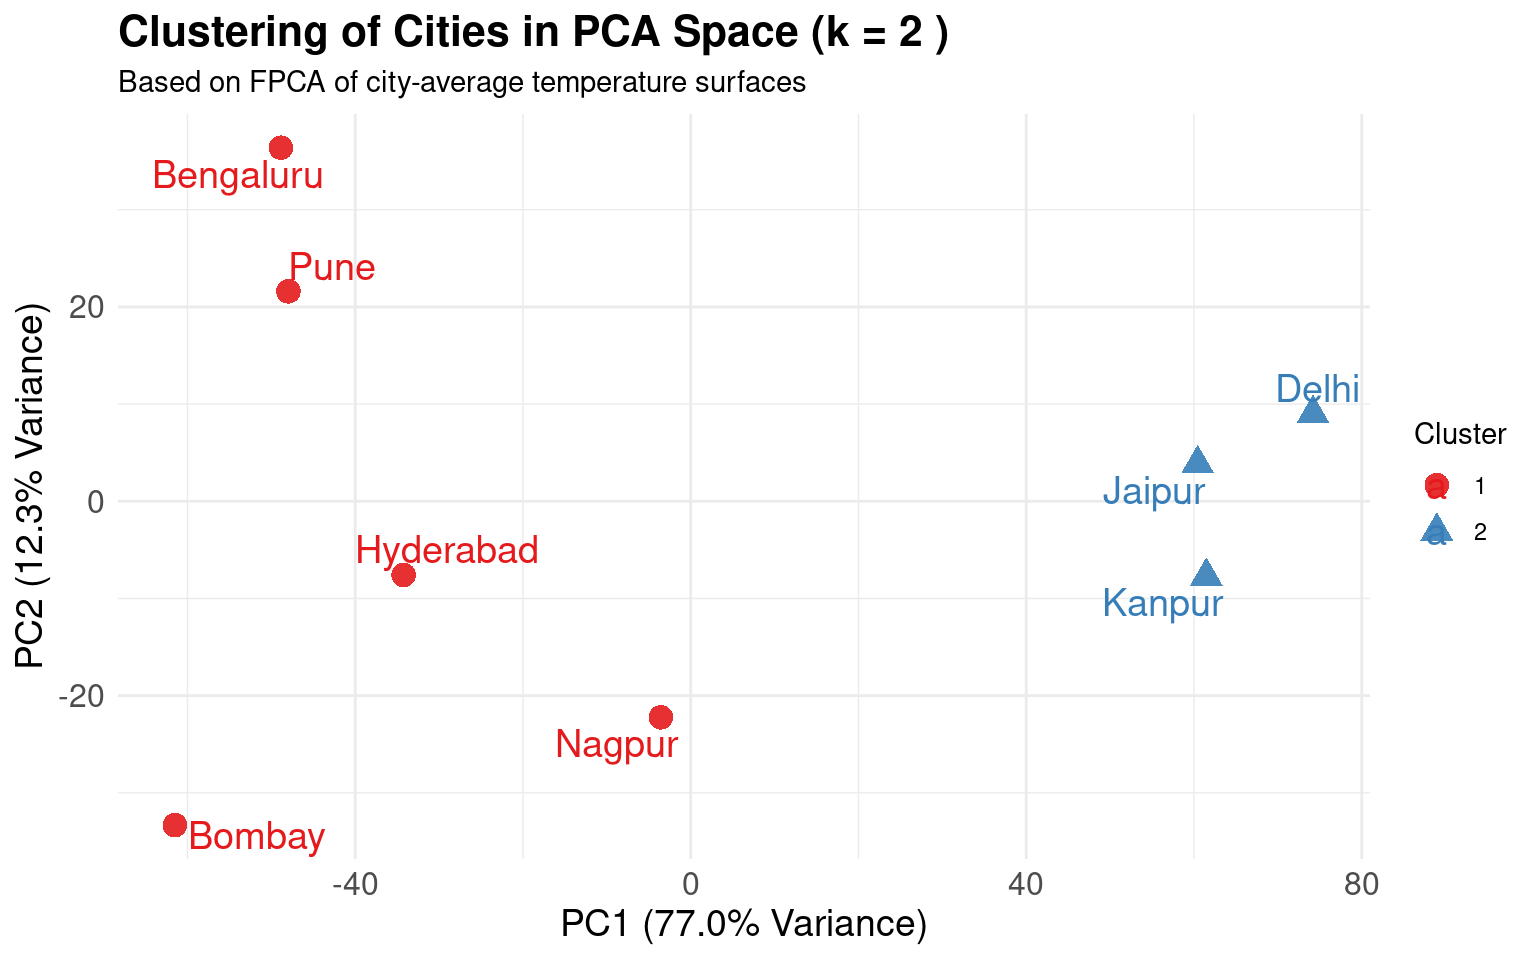 Clustering of Cities in PCA Space (k = 2 )
Based on FPCA of city-average temperature surfaces
Bengaluru
Pune
Delhi
Jaipur
Hyderabad
Kanpur
Nagpur
Bombay
20
0
-20
PC2 (12.3% Variance)
-40
0
40
80
PC1 (77.0% Variance)
Cluster
a 1
a 2